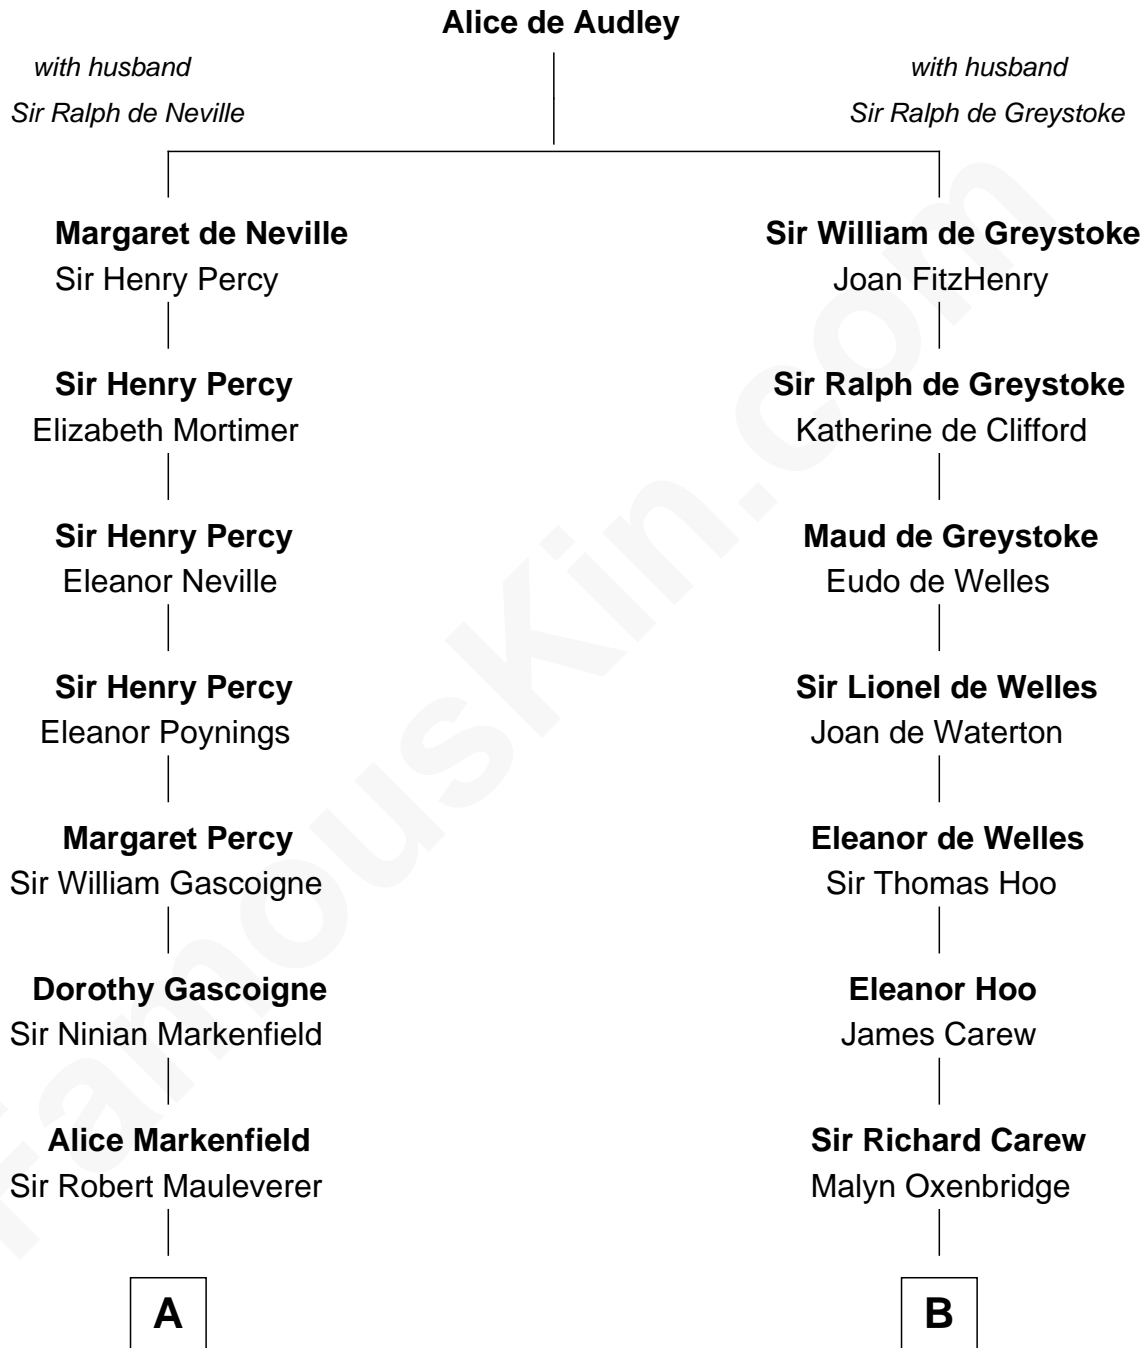 Alice de Audley
with husband
Sir Ralph de Neville
with husband
Sir Ralph de Greystoke
Margaret de Neville
Sir Henry Percy
Sir William de Greystoke
Joan FitzHenry
Sir Henry Percy
Elizabeth Mortimer
Sir Ralph de Greystoke
Katherine de Clifford
Sir Henry Percy
Eleanor Neville
Maud de Greystoke
Eudo de Welles
Sir Henry Percy
Eleanor Poynings
Sir Lionel de Welles
Joan de Waterton
Margaret Percy
Sir William Gascoigne
Eleanor de Welles
Sir Thomas Hoo
Dorothy Gascoigne
Sir Ninian Markenfield
Eleanor Hoo
James Carew
Alice Markenfield
Sir Robert Mauleverer
Sir Richard Carew
Malyn Oxenbridge
A
B
FamousKin.com